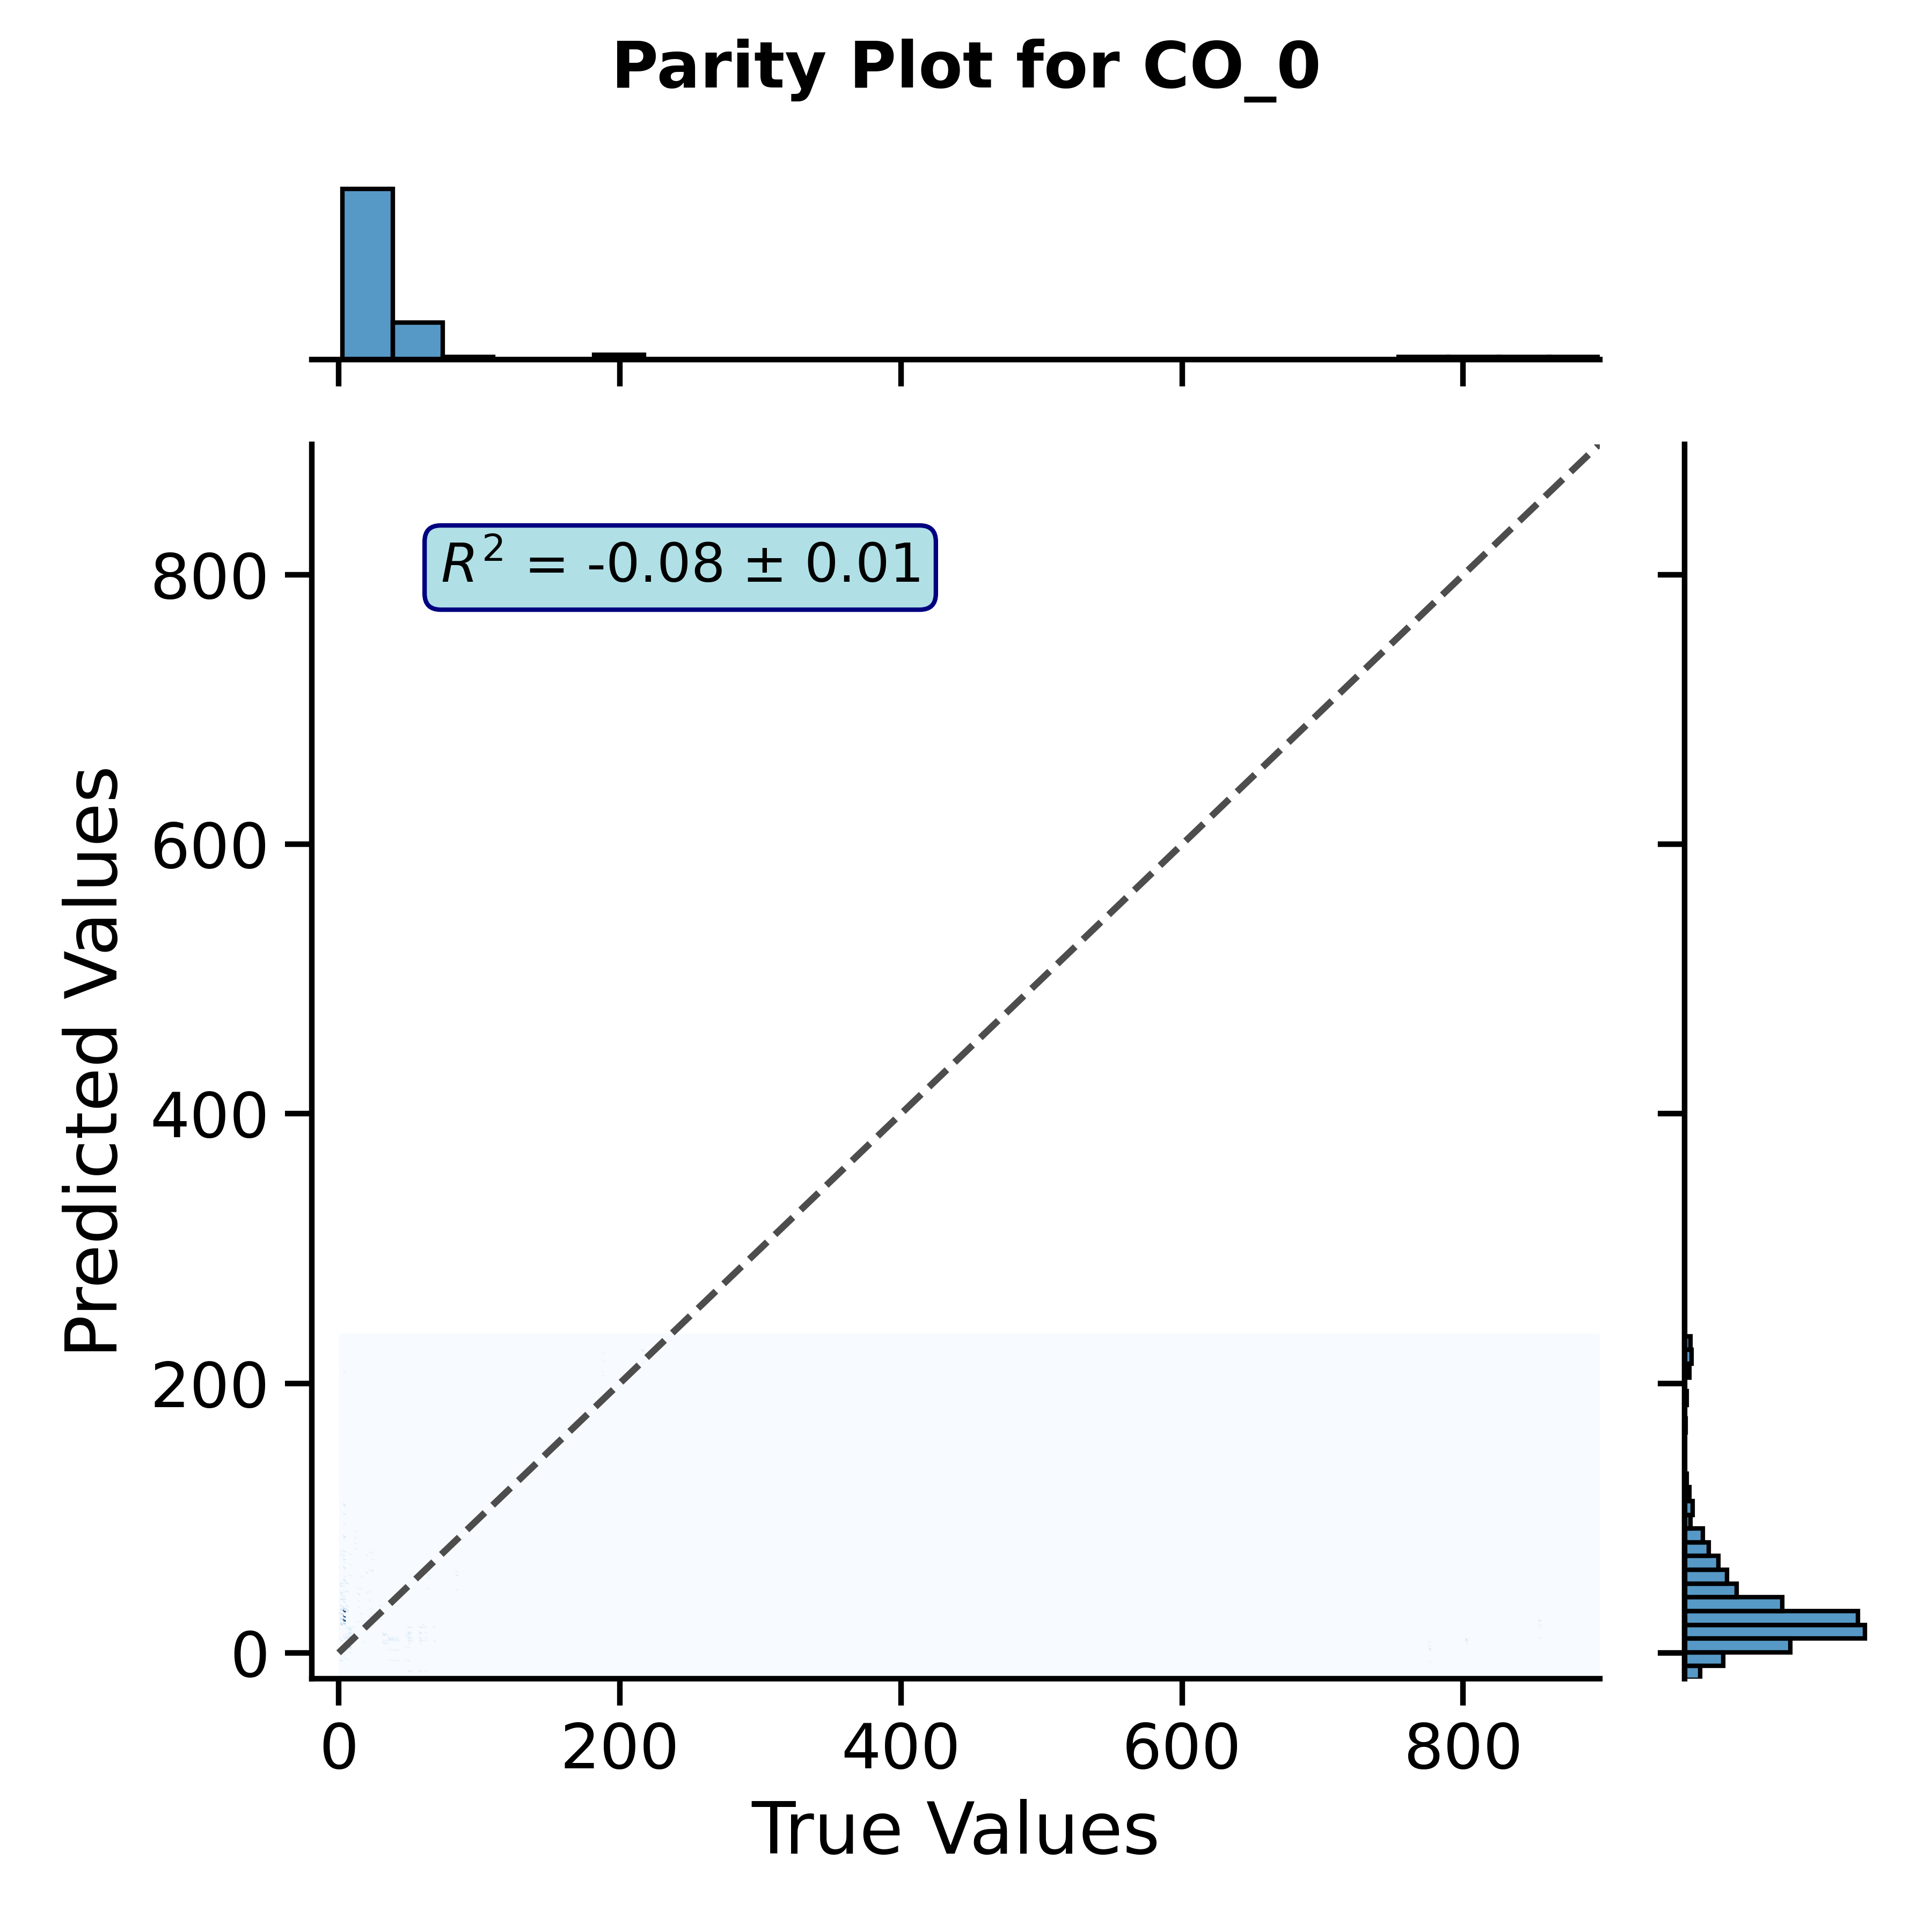 Parity Plot for CO_0
R² = -0.08 ± 0.01
800
600
400
200
0
Predicted Values
0 200 400 600 800
True Values